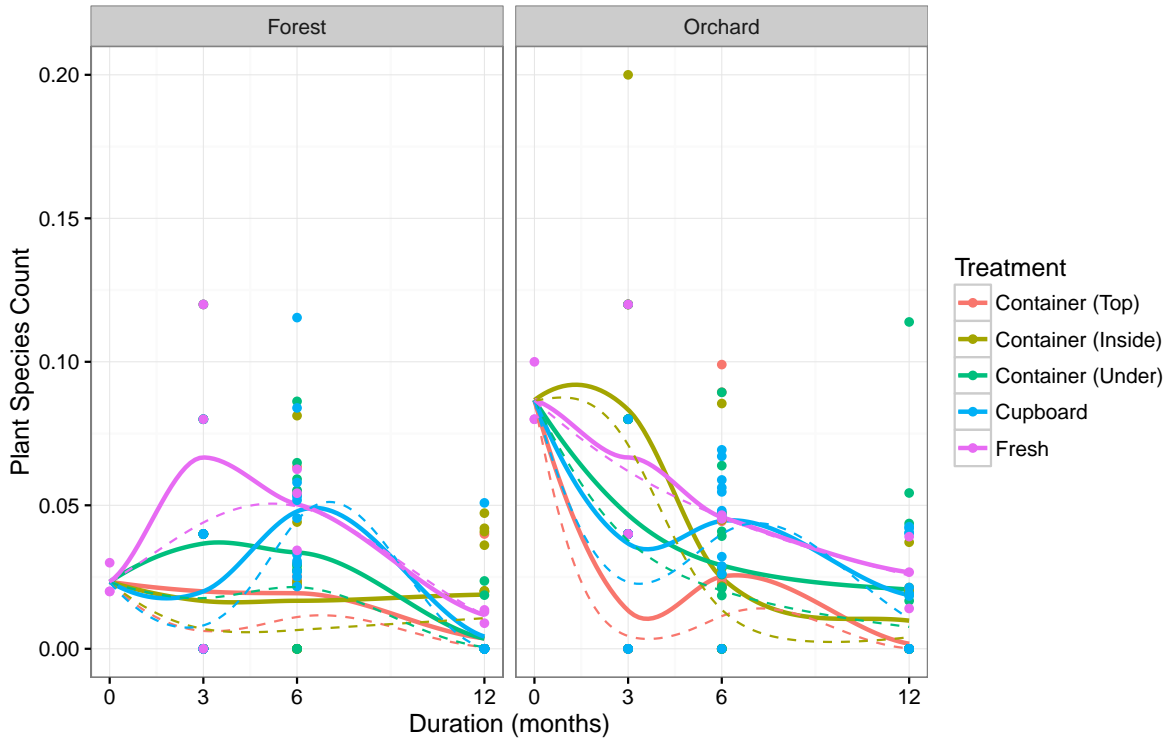 Forest
Orchard
Plant Species Count
0.20
0.15
0.10
0.05
0.00
0 3 6 12
0 3 6 12
Duration (months)
Treatment
Container (Top)
Container (Inside)
Container (Under)
Cupboard
Fresh